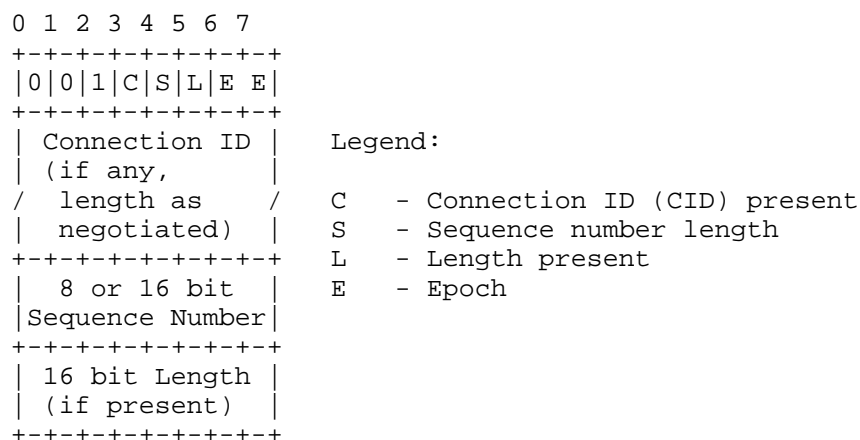 0 1 2 3 4 5 6 7
+-+-+-+-+-+-+-+-+
|0|0|1|C|S|L|E E|
+-+-+-+-+-+-+-+-+
| Connection ID |   Legend:
| (if any,      |
/  length as    /   C   - Connection ID (CID) present
|  negotiated)  |   S   - Sequence number length
+-+-+-+-+-+-+-+-+   L   - Length present
|  8 or 16 bit  |   E   - Epoch
|Sequence Number|
+-+-+-+-+-+-+-+-+
| 16 bit Length |
| (if present)  |
+-+-+-+-+-+-+-+-+